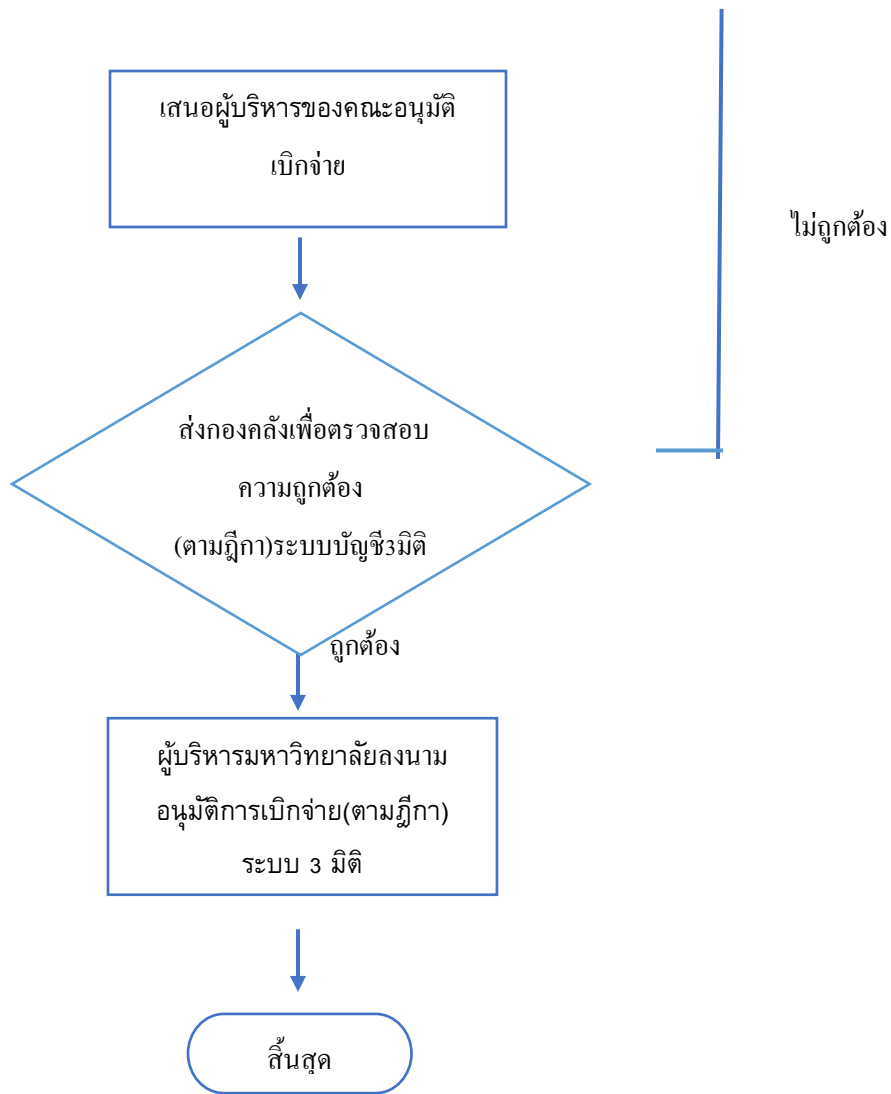 เสนอผู้บริหารของคณะอนุมัติ
เบิกจ่าย
ไม่ถูกต้อง
ส่งกองคลังเพื่อตรวจสอบ
ความถูกต้อง
(ตามฎีกา)ระบบบัญชี3มิติ
ถูกต้อง
ผู้บริหารมหาวิทยาลัยลงนาม
อนุมัติการเบิกจ่าย(ตามฎีกา)
ระบบ 3 มิติ
สิ้นสุด